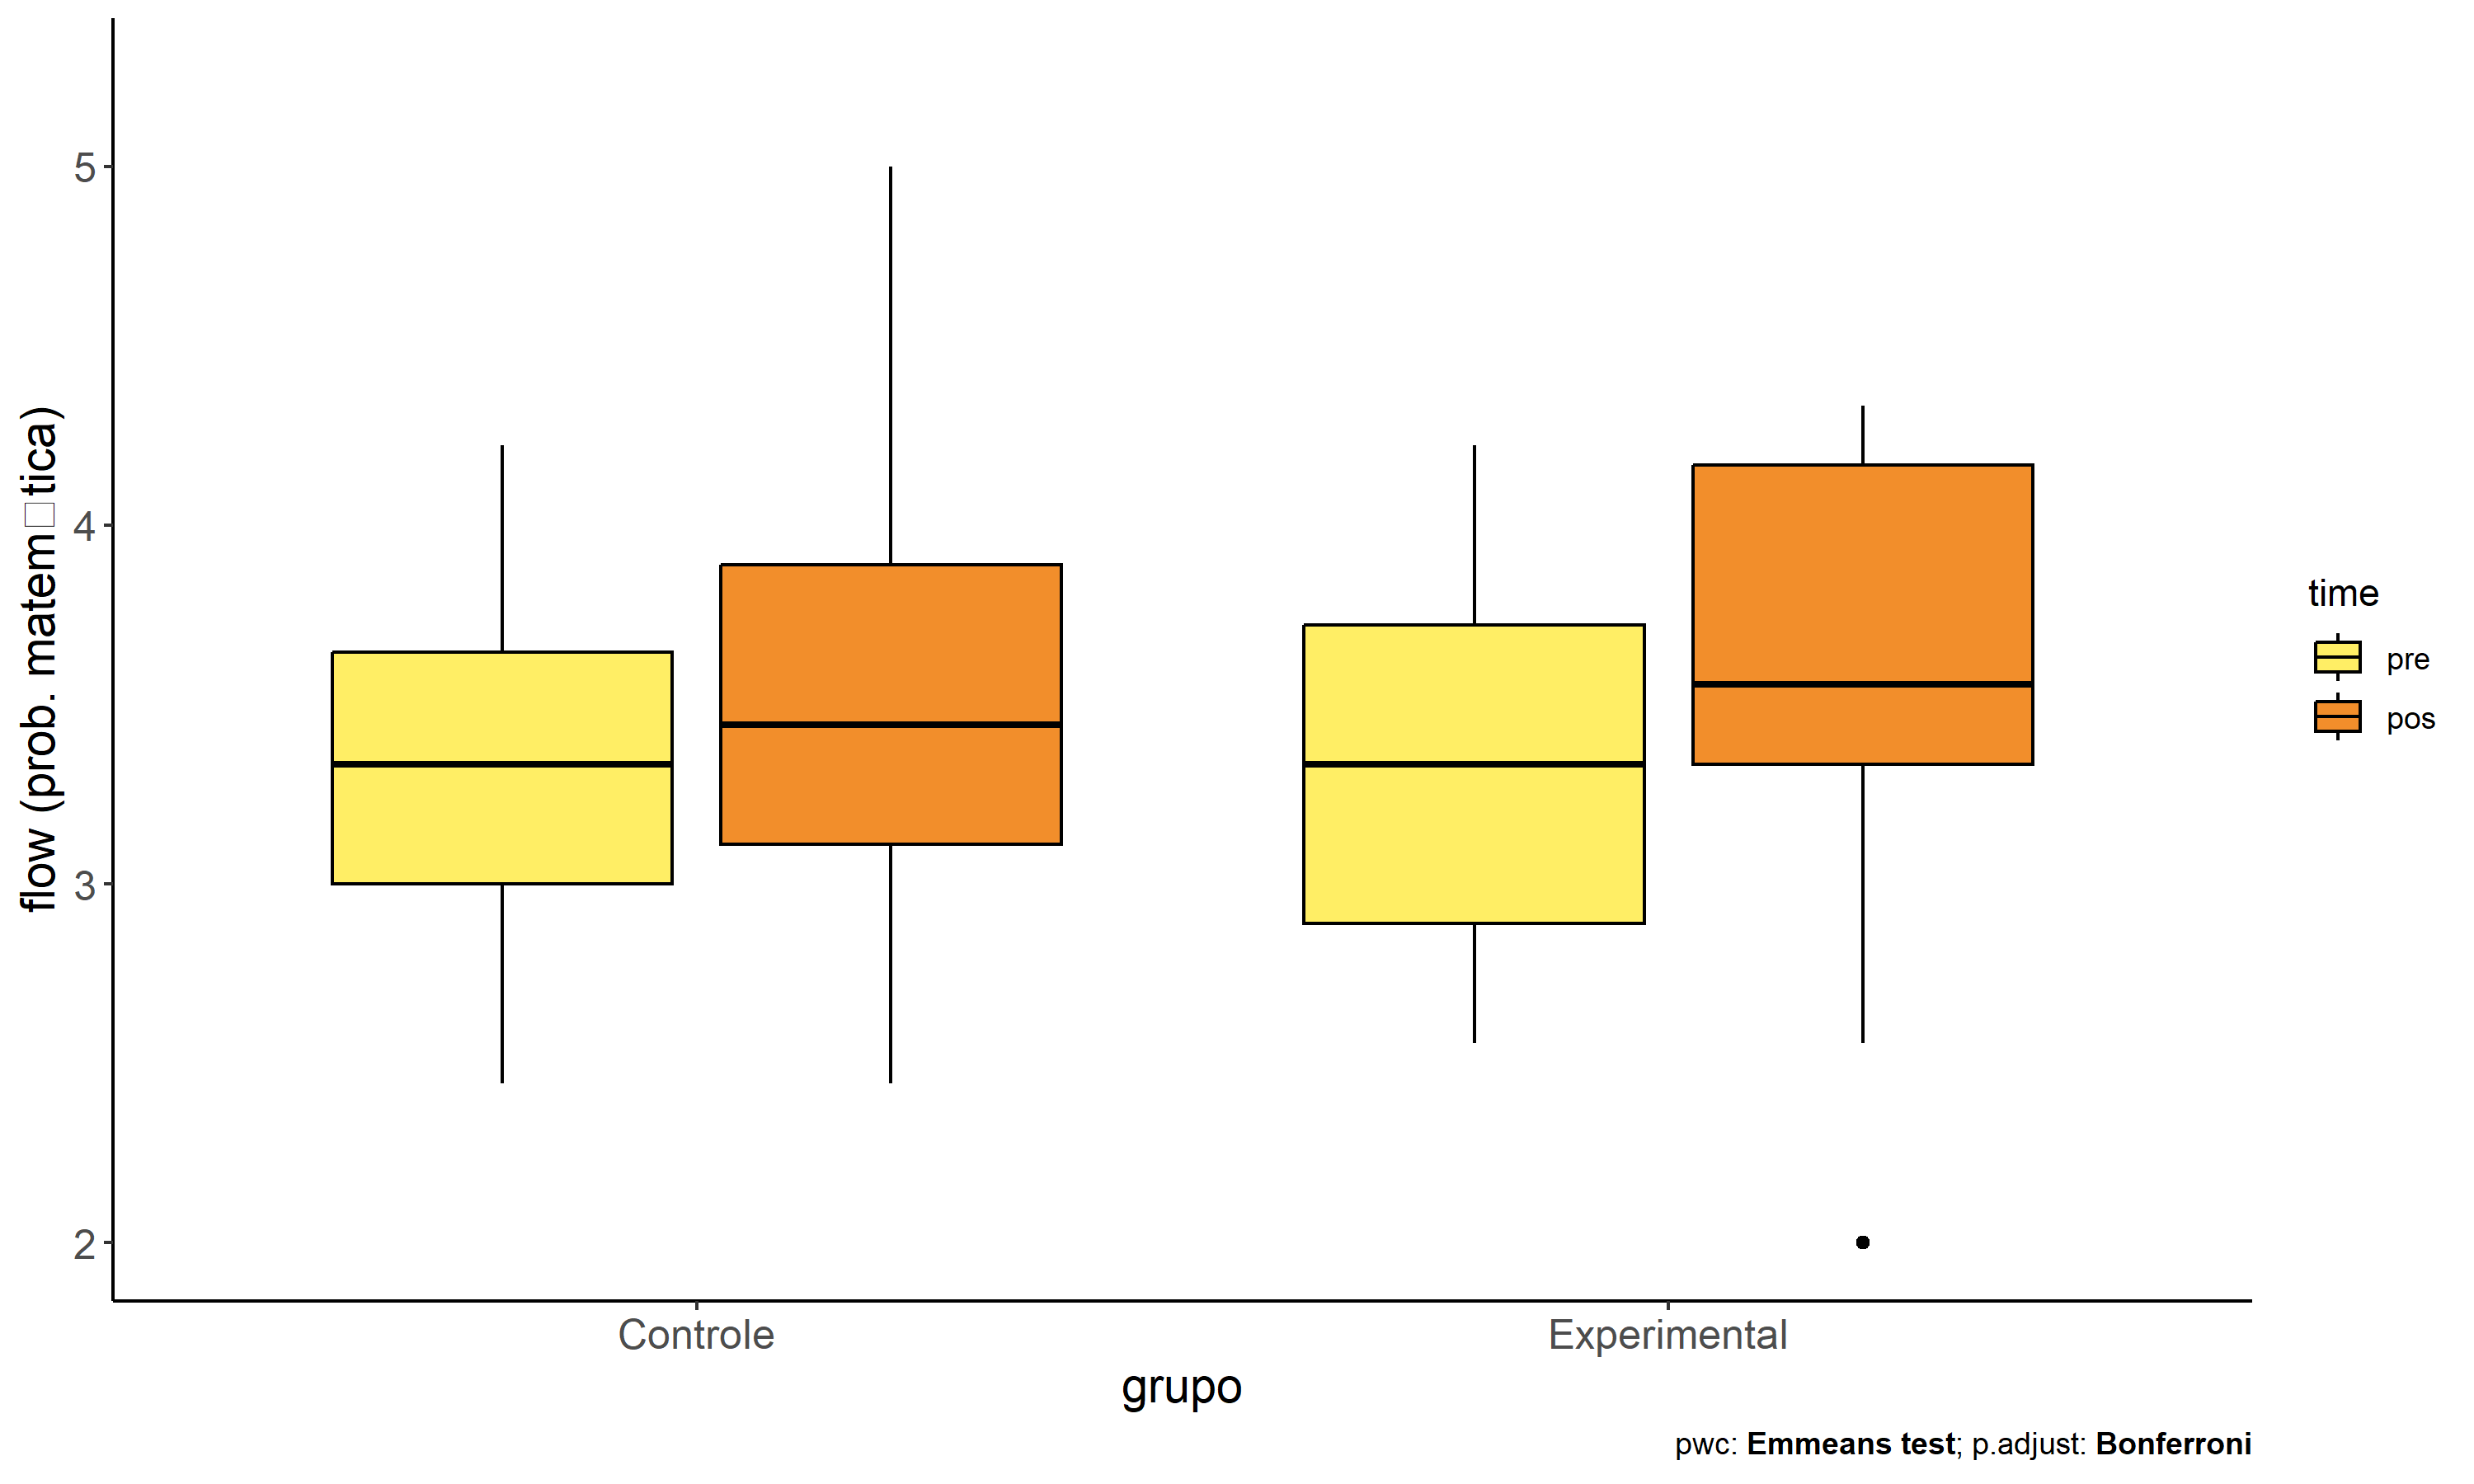 flow (prob. matem□tica)
5
4
3
2
Controle
Experimental
grupo
time
pre
pos
pwc: Emmeans test; p.adjust: Bonferroni